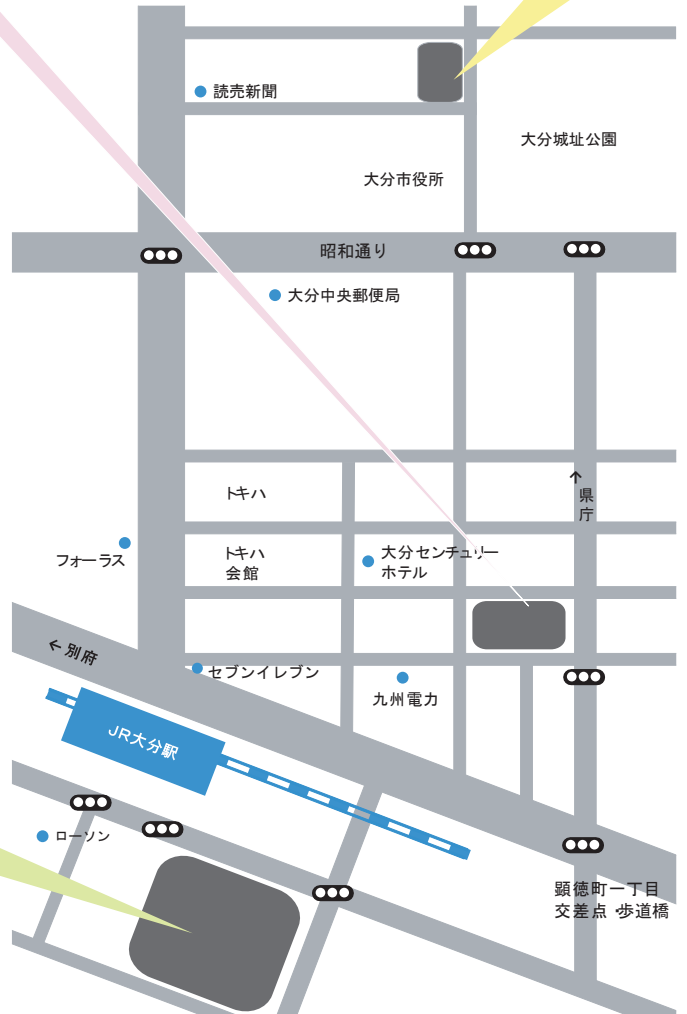 読売新聞
大分城址公園
大分市役所
昭和通り
大分中央郵便局
トキハ
↑
県
庁
フォーラス
トキハ
会館
大分センチュリー
ホテル
←別府
セブンイレブン
九州電力
JR大分駅
ローソン
顕徳町一丁目
交差点・歩道橋